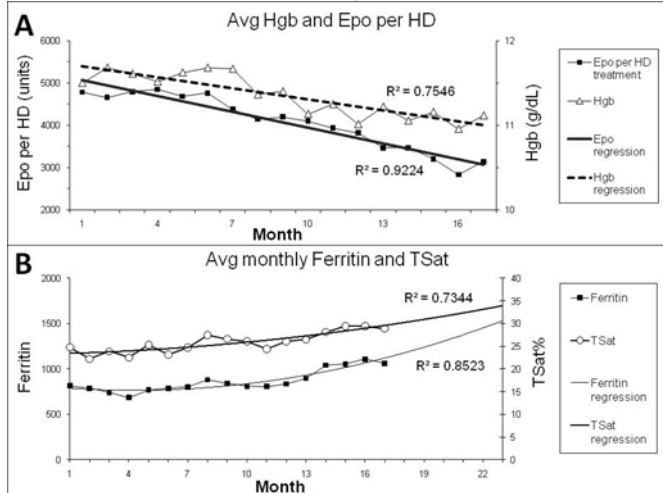 A
Avg Hgb and Epo per HD
Epo per HD (units)
6000
5000
4000
3000
2000
12
11
10
Hgb (g/dL)
R² = 0.7546
R² = 0.9224
1
4
7
10
13
16
Month
Epo per HD
treatment
Hgb
Epo
regression
Hgb
regression
B
Avg monthly Ferritin and TSat
Ferritin
2000
1500
1000
500
0
40
35
30
25
20
15
10
5
0
TSat%
R² = 0.7344
R² = 0.8523
1
4
7
10
13
16
19
22
Month
Ferritin
TSat
Ferritin
regression
TSat
regression